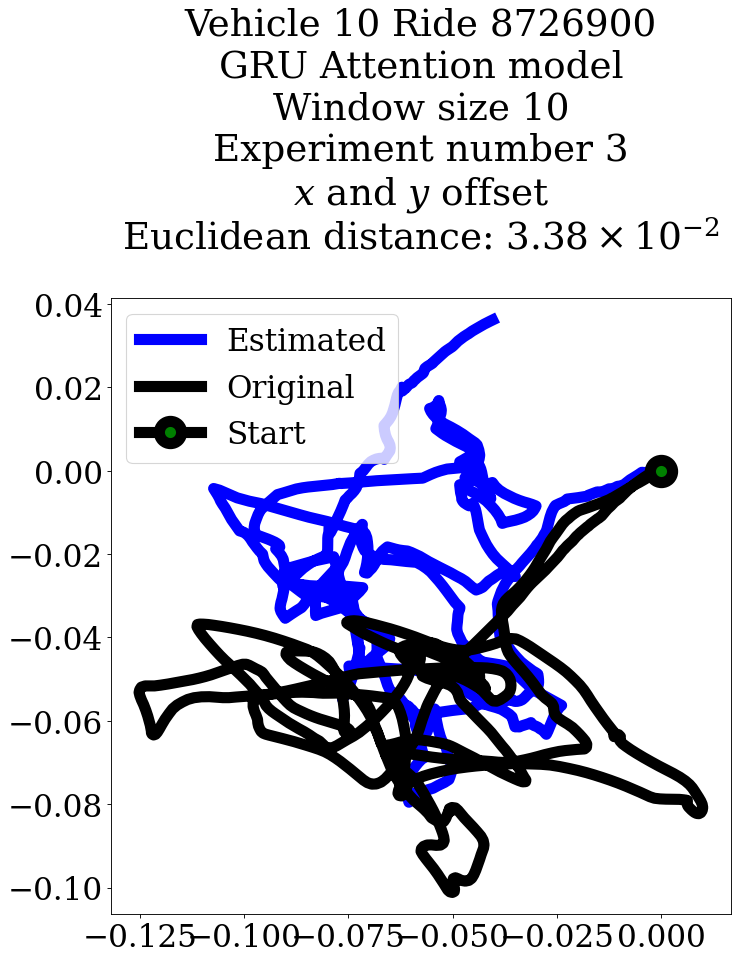 Vehicle 10 Ride 8726900
GRU Attention model
Window size 10
Experiment number 3
x and y offset
Euclidean distance: 3.38 × 10⁻²
0.04
Estimated
0.02
Original
Start
0.00
−0.02
−0.04
−0.06
−0.08
−0.10
−0.125 −0.100 −0.075 −0.050 −0.025 0.000